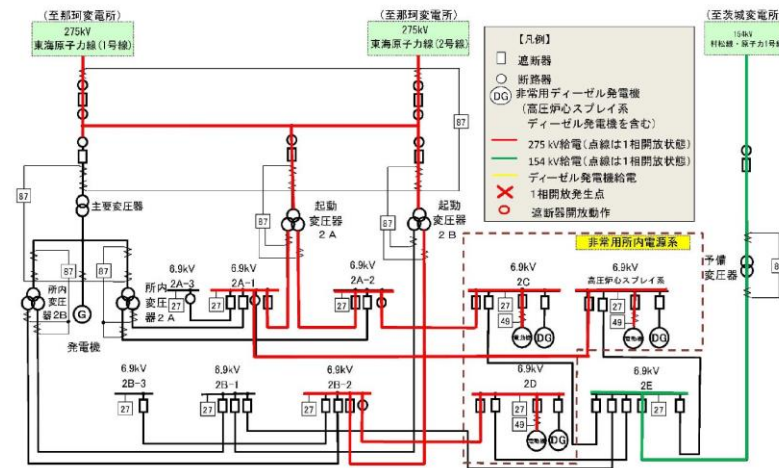 (至那珂変電所)
275kV
東海原子力線(1号線)
(至那珂変電所)
275kV
東海原子力線(2号線)
(至茨城変電所)
154kV
村松線・原子力1号線
【凡例】
遮断器
断路器
DG
非常用ディーゼル発電機
(高圧炉心スプレイ系
ディーゼル発電機を含む)
275 kV給電(点線は1相開放状態)
154 kV給電(点線は1相開放状態)
ディーゼル発電機給電
1相開放発生点
遮断器開放動作
87
87
87
87
87
87
87
主要変圧器
起動
変圧器
2A
起動
変圧器
2B
予備
変圧器
所内
変圧
器2B
G
発電機
所内
変圧
器2A
非常用所内電源系
6.9kV
2A-3
27
6.9kV
2A-1
27
6.9kV
2A-2
27
6.9kV
2C
27
49
電動機
DG
6.9kV
高圧炉心スプレイ系
27
49
電動機
DG
6.9kV
2B-3
27
6.9kV
2B-1
27
6.9kV
2B-2
27
6.9kV
2D
27
49
電動機
DG
6.9kV
2E
27